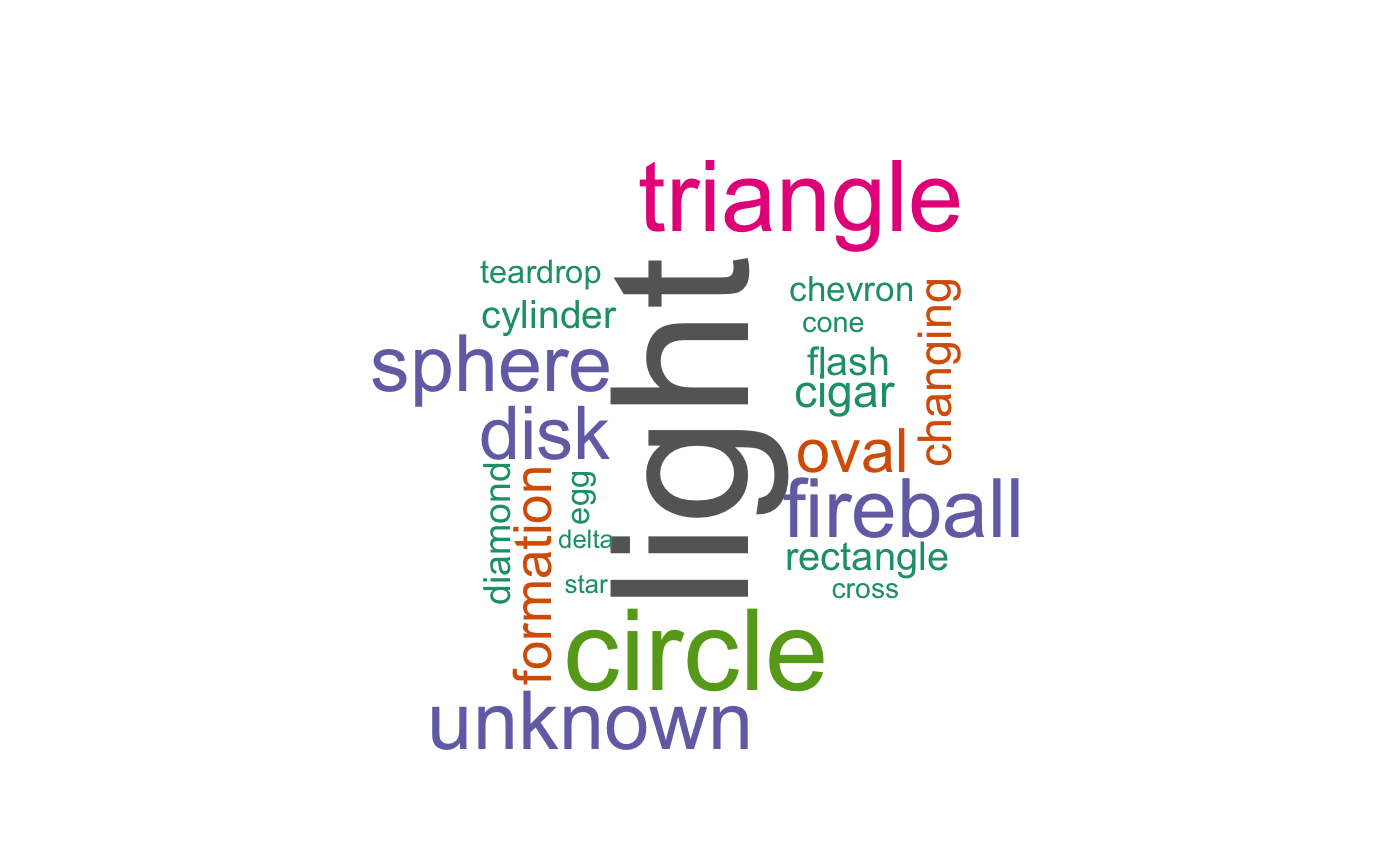 triangle
teardrop
cylinder
sphere
disk
light
chevron
cone
flash
cigar
changing
oval
fireball
rectangle
cross
diamond
formation
egg
delta
star
circle
unknown